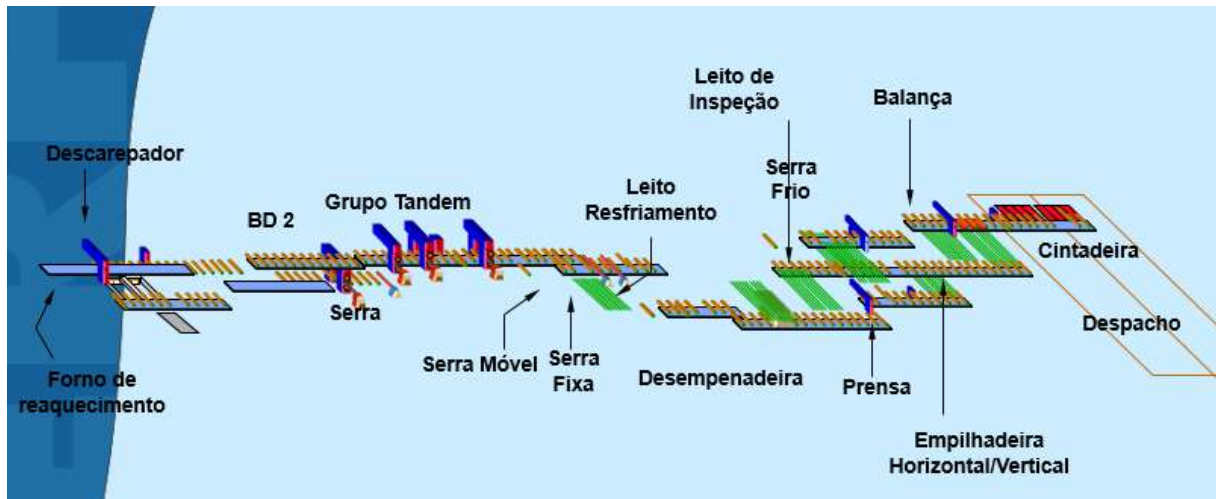 Descarepador
BD 2
Grupo Tandem
Leito
Resfriamento
Leito de
Inspeção
Serra
Frio
Balança
Cintadeira
Despacho
Serra
Forno de
reaquecimento
Serra Móvel
Serra
Fixa
Desempenadeira
Prensa
Empilhadeira
Horizontal/Vertical